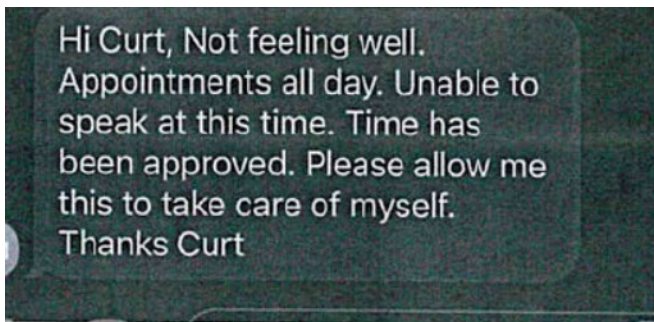 Hi Curt, Not feeling well.
Appointments all day. Unable to
speak at this time. Time has
been approved. Please allow me
this to take care of myself.
Thanks Curt